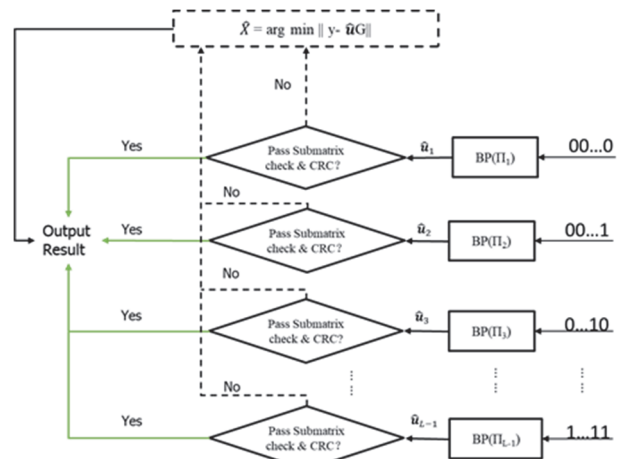 X̂ = arg min || y- ûG||
No
Pass Submatrix
check & CRC?
Yes
û₁
BP(Π₁)
00...0
No
Pass Submatrix
check & CRC?
Yes
û₂
BP(Π₂)
00...1
Output
Result
No
Pass Submatrix
check & CRC?
Yes
û₃
BP(Π₃)
0...10
No
Pass Submatrix
check & CRC?
Yes
û_{L-1}
BP(Π_{L-1})
1...11